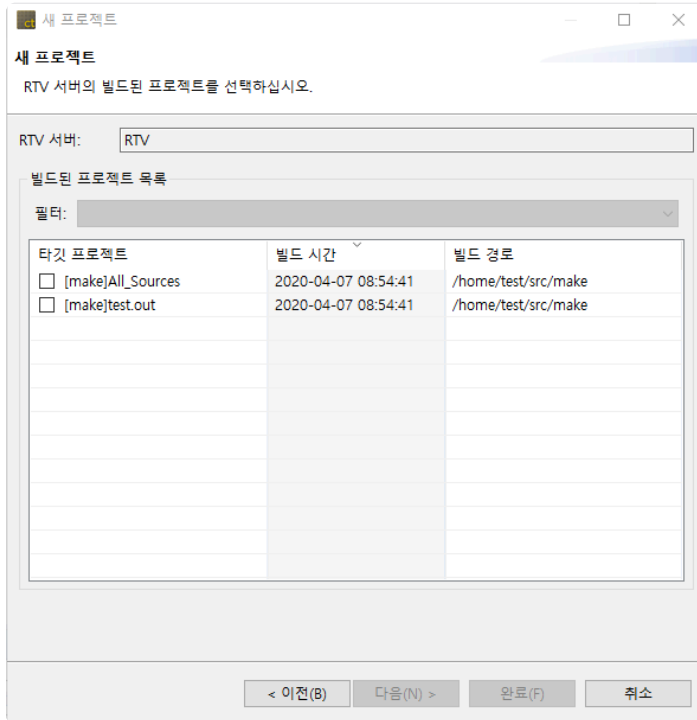 ct 새 프로젝트
새 프로젝트
RTV 서버의 빌드된 프로젝트를 선택하십시오.
RTV 서버: RTV
빌드된 프로젝트 목록
필터:
타깃 프로젝트 빌드 시간 빌드 경로
[make]All_Sources 2020-04-07 08:54:41 /home/test/src/make
[make]test.out 2020-04-07 08:54:41 /home/test/src/make
< 이전(B) 다음(N) > 완료(F) 취소